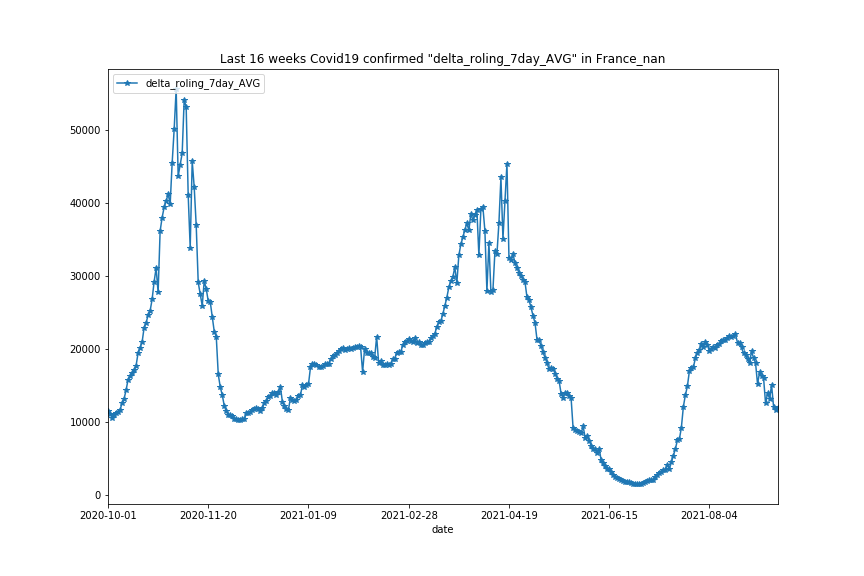 Last 16 weeks Covid19 confirmed "delta_roling_7day_AVG" in France_nan
delta_roling_7day_AVG
50000
40000
30000
20000
10000
0
2020-10-01 2020-11-20 2021-01-09 2021-02-28 2021-04-19 2021-06-15 2021-08-04
date